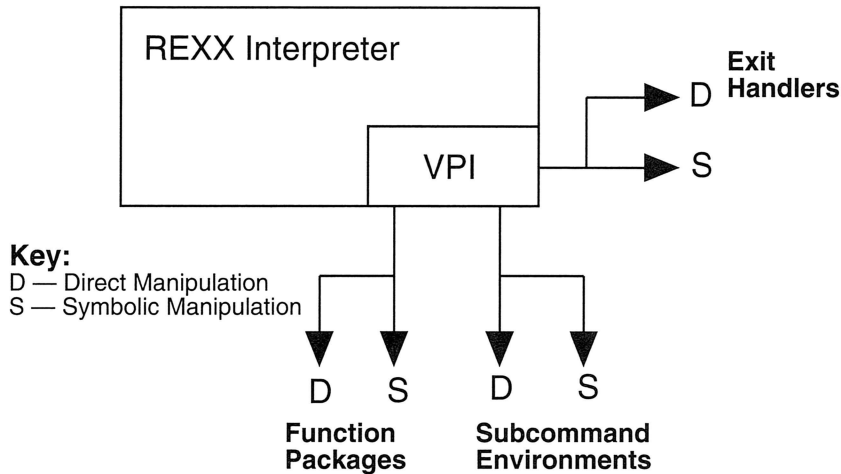 REXX Interpreter
VPI
Exit
Handlers
D
S
Key:
D — Direct Manipulation
S — Symbolic Manipulation
D S
Function
Packages
D S
Subcommand
Environments